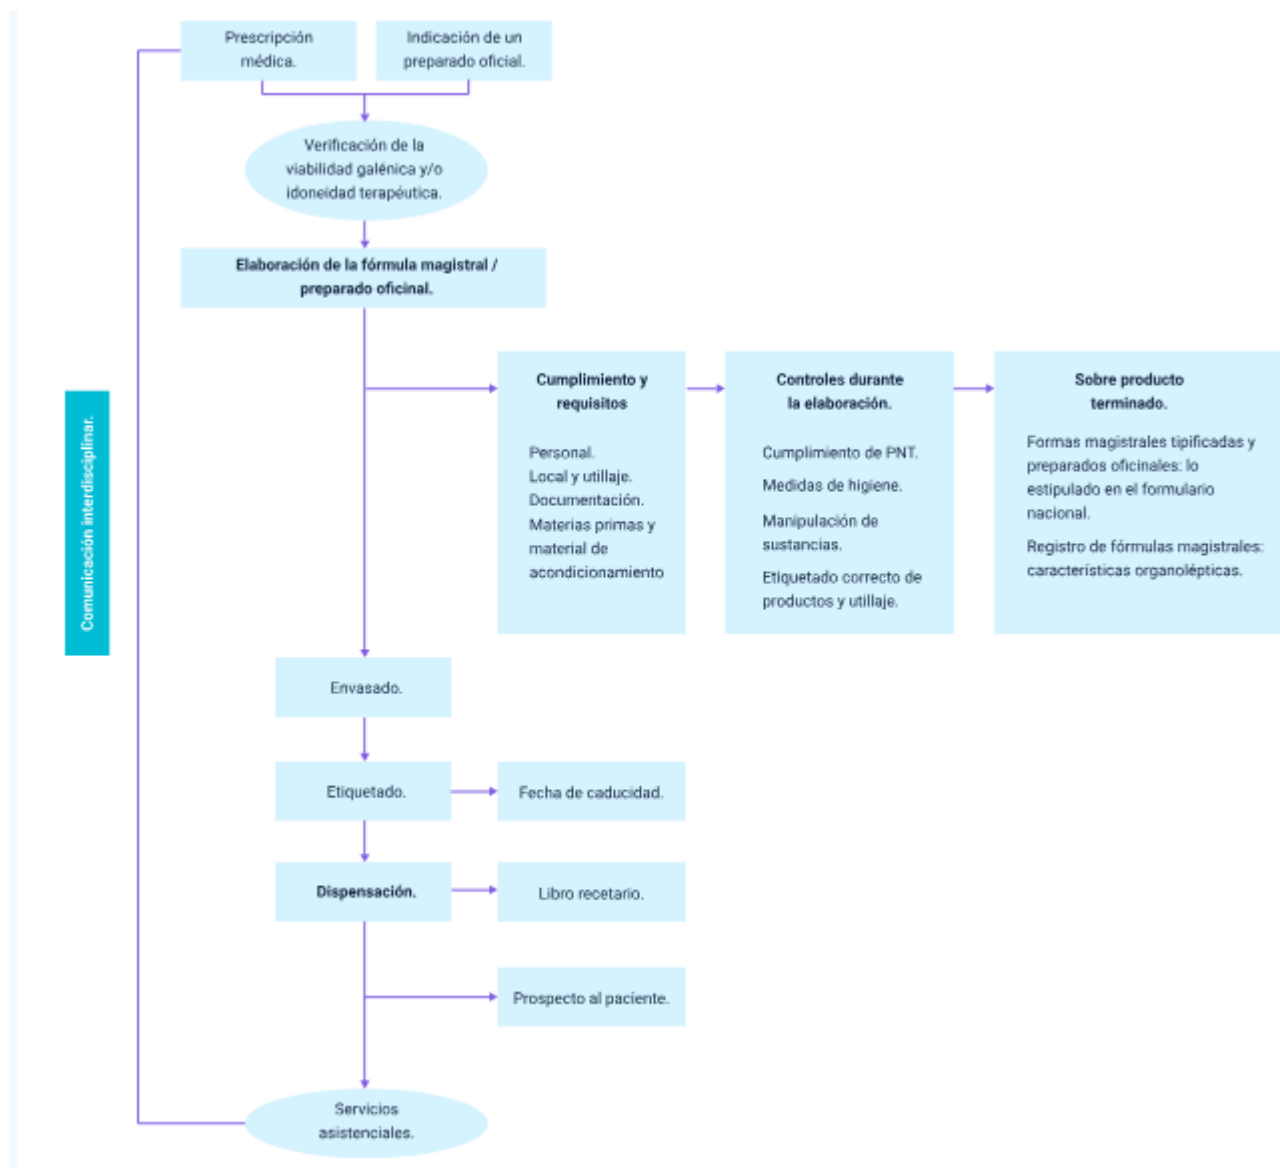 Prescripción
médica.
Indicación de un
preparado oficial.
Verificación de la
viabilidad galénica y/o
idoneidad terapéutica.
Elaboración de la fórmula magistral /
preparado oficinal.
Comunicación interdisciplinar.
Cumplimiento y
requisitos
Personal.
Local y utillaje.
Documentación.
Materias primas y
material de
acondicionamiento
Controles durante
la elaboración.
Cumplimiento de PNT.
Medidas de higiene.
Manipulación de
sustancias.
Etiquetado correcto de
productos y utillaje.
Sobre producto
terminado.
Formas magistrales tipificadas y
preparados oficinales: lo
estipulado en el formulario
nacional.
Registro de fórmulas magistrales:
características organolépticas.
Envasado.
Etiquetado.
Fecha de caducidad.
Dispensación.
Libro recetario.
Prospecto al paciente.
Servicios
asistenciales.